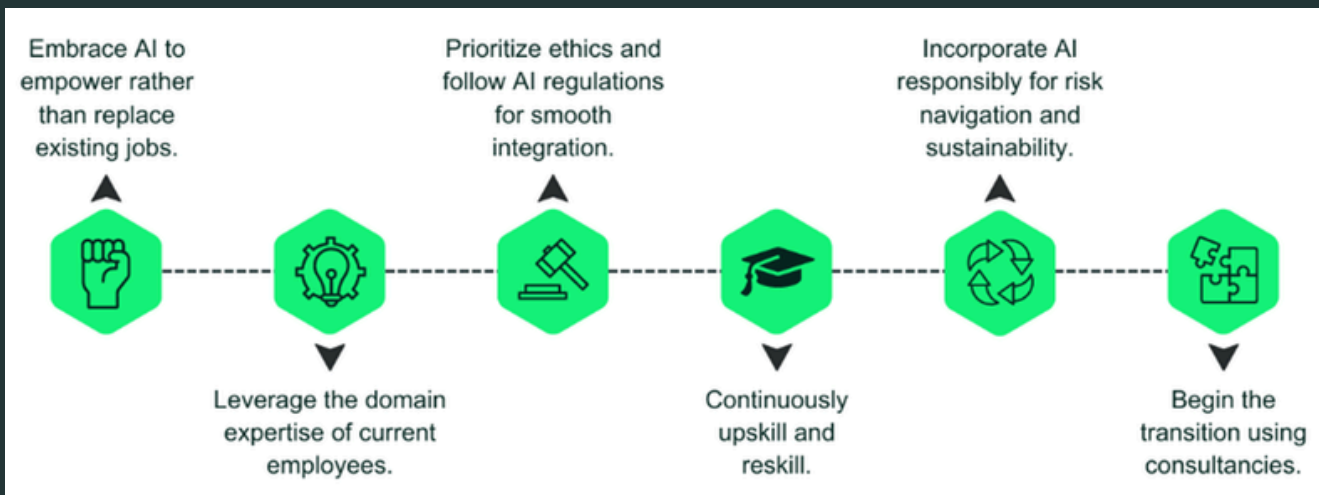 Embrace AI to
empower rather
than replace
existing jobs.
Leverage the domain
expertise of current
employees.
Prioritize ethics and
follow AI regulations
for smooth
integration.
Continuously
upskill and
reskill.
Incorporate AI
responsibly for risk
navigation and
sustainability.
Begin the
transition using
consultancies.